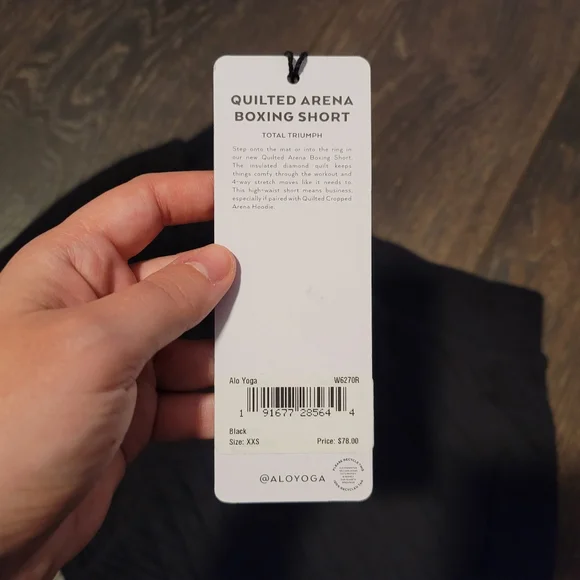 QUILTED ARENA
BOXING SHORT
TOTAL TRIUMPH
Step onto the mat or into the ring in
our new Quilted Arena Boxing Short.
The insulated diamond quilt keeps
things comfy through the workout and
4-way stretch moves like it needs to.
This high-waist short means business,
especially if paired with Quilted Cropped
Arena Hoodie.
Alo Yoga W6270R
1 91677 28564 4
Black
Size: XXS Price: $78.00
@ALOYOGA
PLEASE RECYCLE TAG